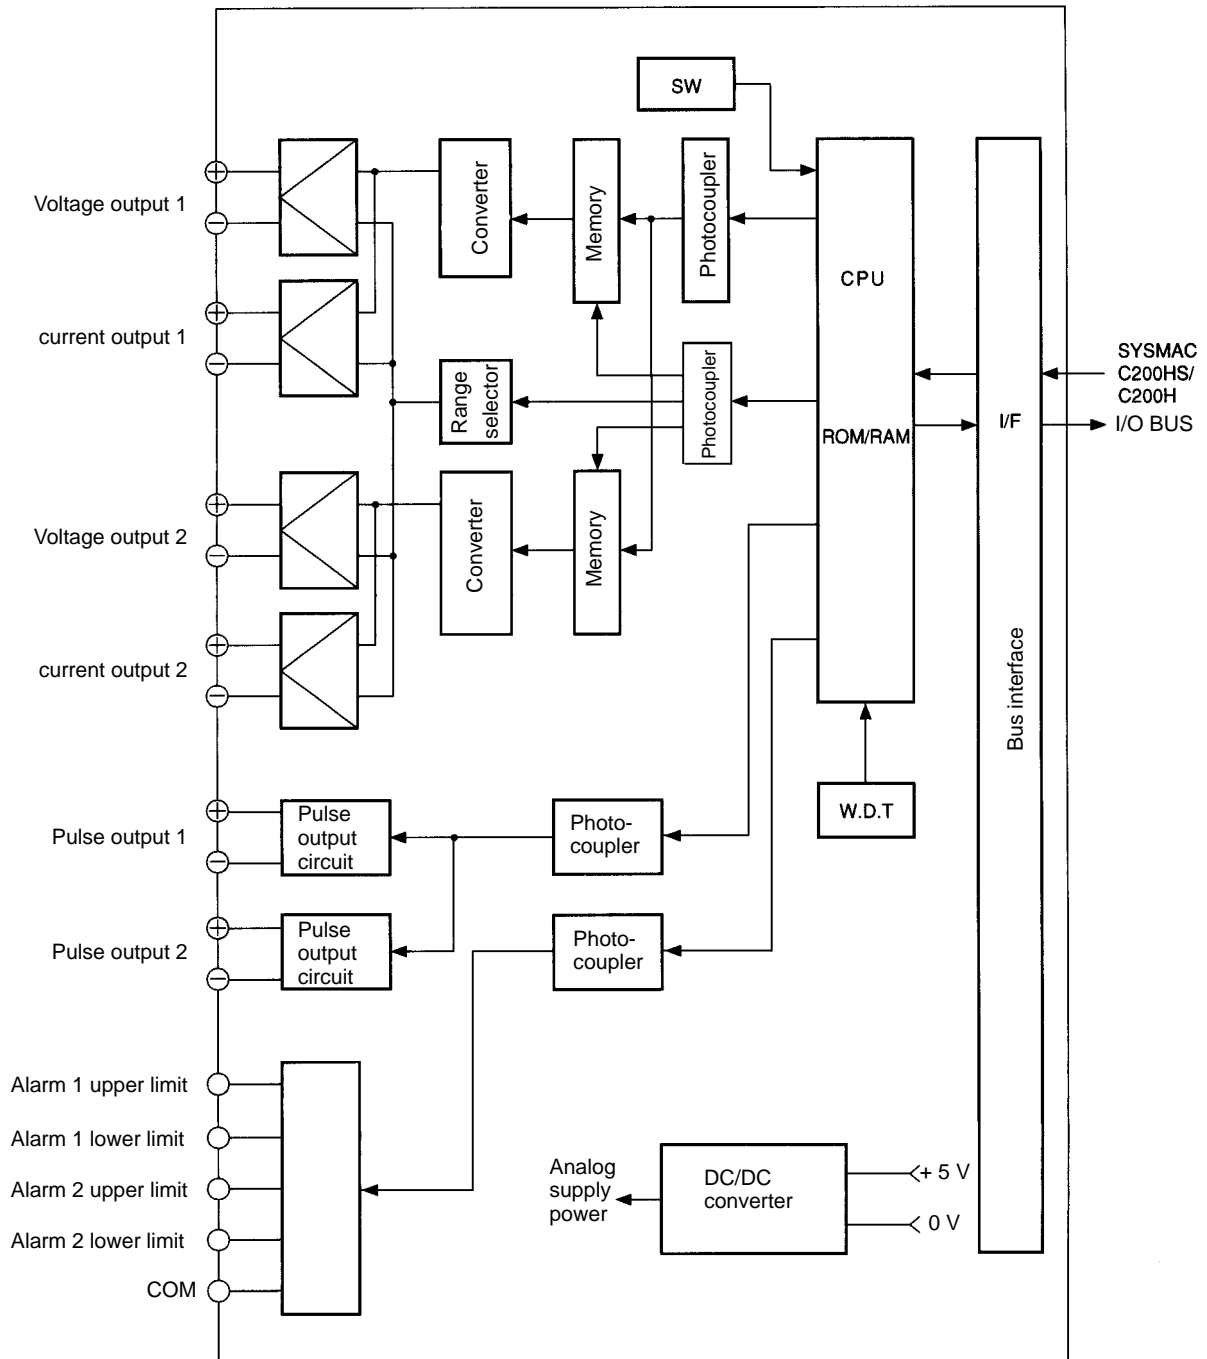 SW
Voltage output 1
Converter
Memory
Photocoupler
CPU
current output 1
Range
selector
Photocoupler
SYSMAC
C200HS/
C200H
I/O BUS
ROM/RAM
I/F
Voltage output 2
Converter
Memory
current output 2
Bus interface
W.D.T
Pulse output 1
Pulse
output
circuit
Photo-
coupler
Pulse output 2
Pulse
output
circuit
Photo-
coupler
Alarm 1 upper limit
Alarm 1 lower limit
Alarm 2 upper limit
Alarm 2 lower limit
COM
Analog
supply
power
DC/DC
converter
+ 5 V
0 V